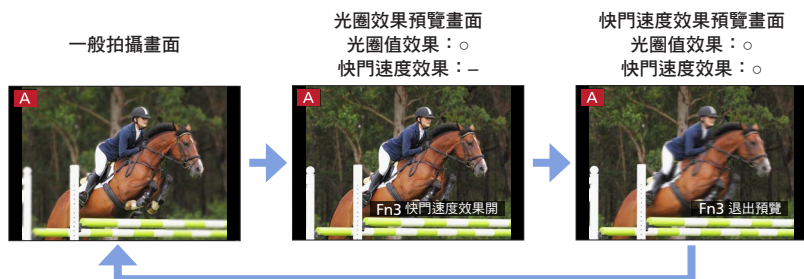 一般拍攝畫面
光圈效果預覽畫面
光圈值效果：○
快門速度效果：–
快門速度效果預覽畫面
光圈值效果：○
快門速度效果：○
A
A
Fn3 快門速度效果開
A
Fn3 退出預覽